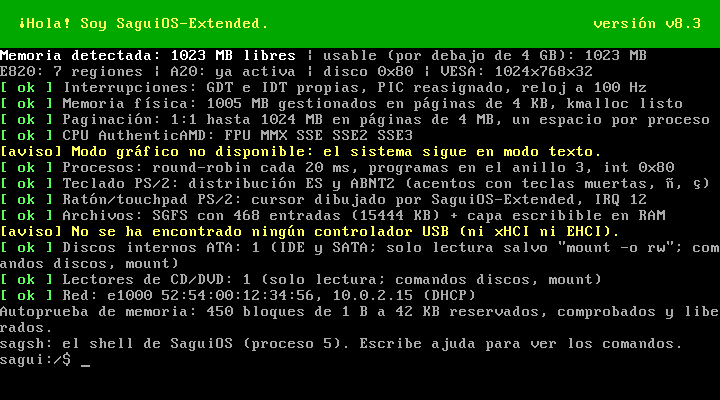 ¡Hola! Soy SaguiOS-Extended. versión v8.3
Memoria detectada: 1023 MB libres ¦ usable (por debajo de 4 GB): 1023 MB
E820: 7 regiones ¦ A20: ya activa ¦ disco 0x80 ¦ VESA: 1024x768x32
[ ok ] Interrupciones: GDT e IDT propias, PIC reasignado, reloj a 100 Hz
[ ok ] Memoria física: 1005 MB gestionados en páginas de 4 KB, kmalloc listo
[ ok ] Paginación: 1:1 hasta 1024 MB en páginas de 4 MB, un espacio por proceso
[ ok ] CPU AuthenticAMD: FPU MMX SSE SSE2 SSE3
[aviso] Modo gráfico no disponible: el sistema sigue en modo texto.
[ ok ] Procesos: round-robin cada 20 ms, programas en el anillo 3, int 0x80
[ ok ] Teclado PS/2: distribución ES y ABNT2 (acentos con teclas muertas, ñ, ç)
[ ok ] Ratón/touchpad PS/2: cursor dibujado por SaguiOS-Extended, IRQ 12
[ ok ] Archivos: SGFS con 468 entradas (15444 KB) + capa escribible en RAM
[aviso] No se ha encontrado ningún controlador USB (ni xHCI ni EHCI).
[ ok ] Discos internos ATA: 1 (IDE y SATA; solo lectura salvo "mount -o rw"; com
andos discos, mount)
[ ok ] Lectores de CD/DVD: 1 (solo lectura; comandos discos, mount)
[ ok ] Red: e1000 52:54:00:12:34:56, 10.0.2.15 (DHCP)
Autoprueba de memoria: 450 bloques de 1 B a 42 KB reservados, comprobados y libe
rados.
sagsh: el shell de SaguiOS (proceso 5). Escribe ayuda para ver los comandos.
sagui:/$ _